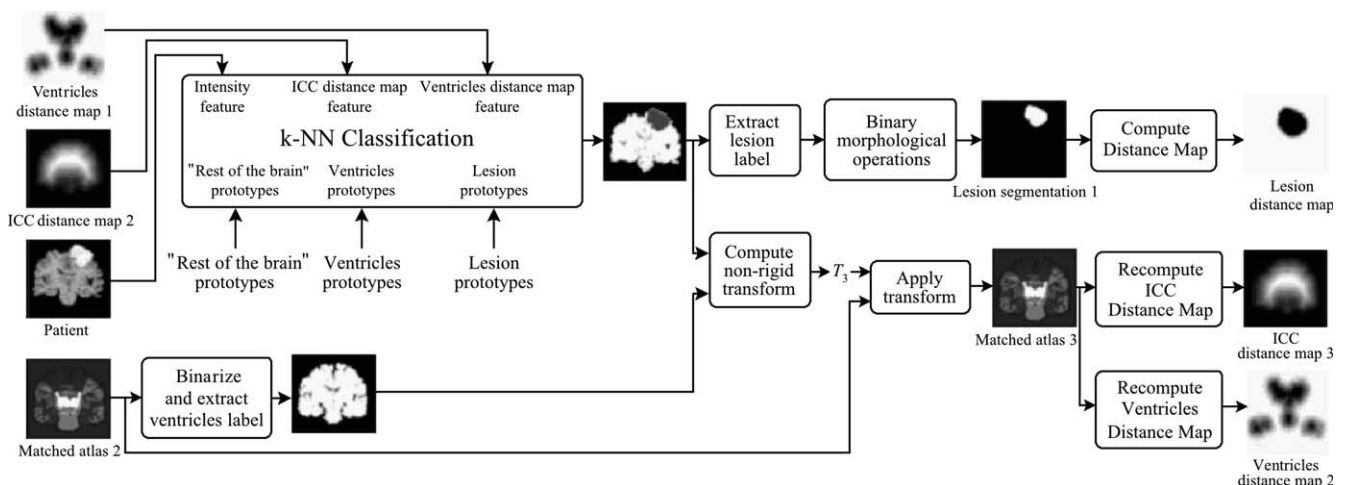 Ventricles
distance map 1
ICC distance map 2
Patient
Intensity
feature
ICC distance map
feature
Ventricles distance map
feature
k-NN Classification
"Rest of the brain"
prototypes
Ventricles
prototypes
Lesion
prototypes
"Rest of the brain"
prototypes
Ventricles
prototypes
Lesion
prototypes
Extract
lesion
label
Binary
morphological
operations
Lesion segmentation 1
Compute
Distance Map
Lesion
distance map
Matched atlas 2
Binarize
and extract
ventricles label
Compute
non-rigid
transform
T3
Apply
transform
Matched atlas 3
Recompute
ICC
Distance Map
ICC
distance map 3
Recompute
Ventricles
Distance Map
Ventricles
distance map 2